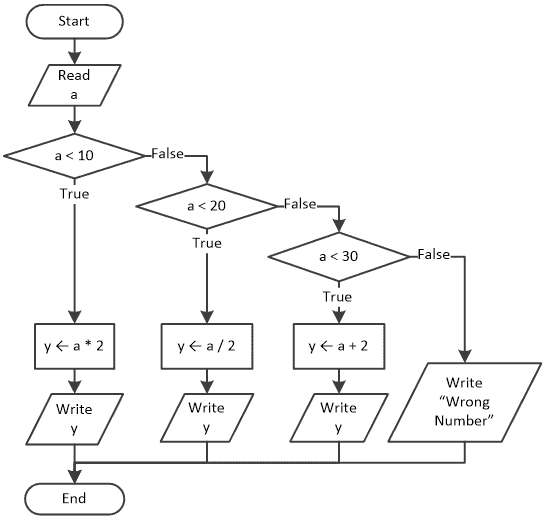 Start
Read
a
a < 10
False
True
a < 20
False
True
a < 30
False
True
y ← a * 2
y ← a / 2
y ← a + 2
Write
y
Write
y
Write
y
Write
“Wrong
Number”
End